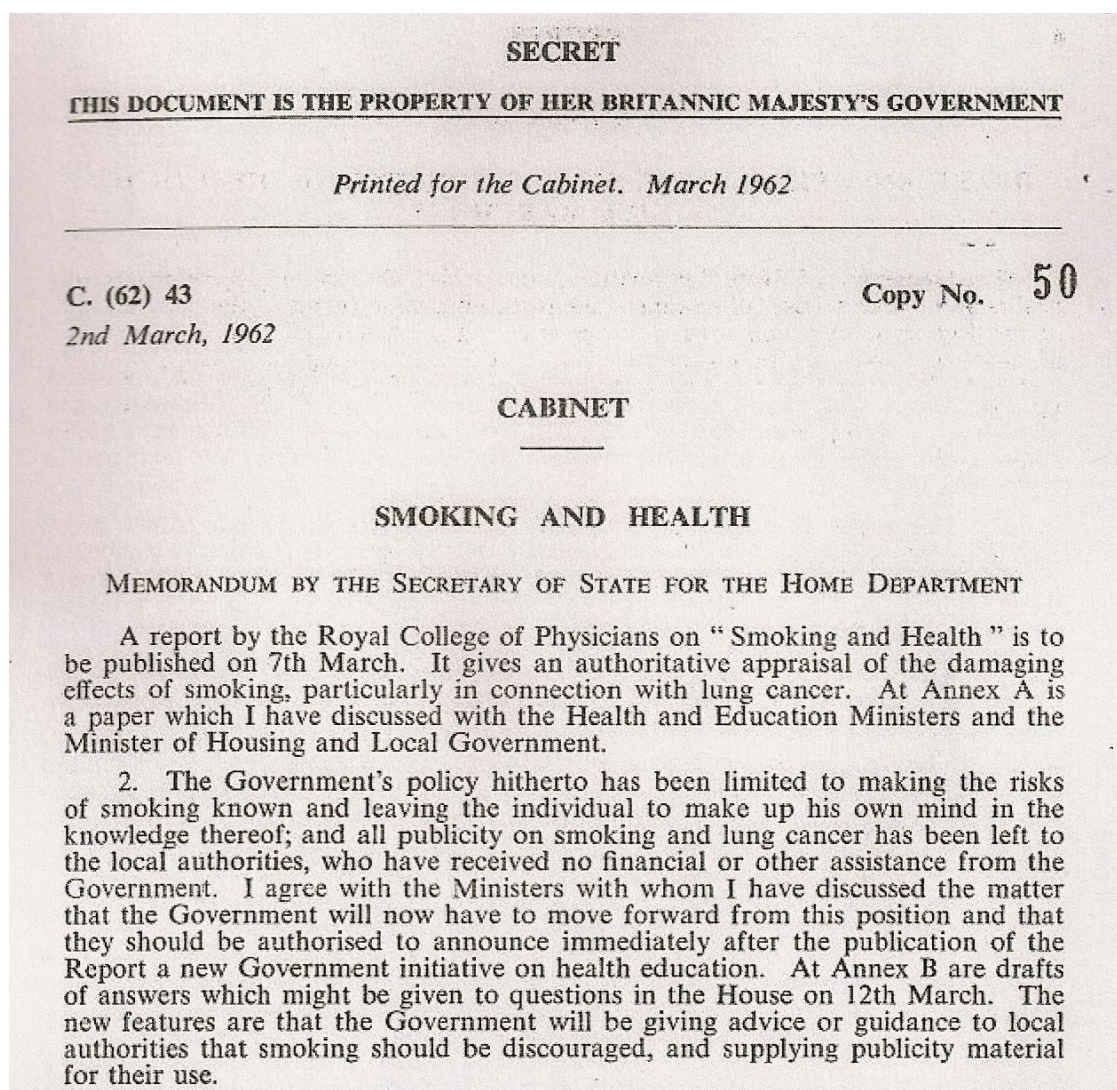 SECRET
THIS DOCUMENT IS THE PROPERTY OF HER BRITANNIC MAJESTY'S GOVERNMENT
Printed for the Cabinet. March 1962
C. (62) 43
Copy No. 50
2nd March, 1962
CABINET
SMOKING AND HEALTH
MEMORANDUM BY THE SECRETARY OF STATE FOR THE HOME DEPARTMENT
A report by the Royal College of Physicians on “ Smoking and Health ” is to
be published on 7th March. It gives an authoritative appraisal of the damaging
effects of smoking, particularly in connection with lung cancer. At Annex A is
a paper which I have discussed with the Health and Education Ministers and the
Minister of Housing and Local Government.
2. The Government's policy hitherto has been limited to making the risks
of smoking known and leaving the individual to make up his own mind in the
knowledge thereof; and all publicity on smoking and lung cancer has been left to
the local authorities, who have received no financial or other assistance from the
Government. I agree with the Ministers with whom I have discussed the matter
that the Government will now have to move forward from this position and that
they should be authorised to announce immediately after the publication of the
Report a new Government initiative on health education. At Annex B are drafts
of answers which might be given to questions in the House on 12th March. The
new features are that the Government will be giving advice or guidance to local
authorities that smoking should be discouraged, and supplying publicity material
for their use.